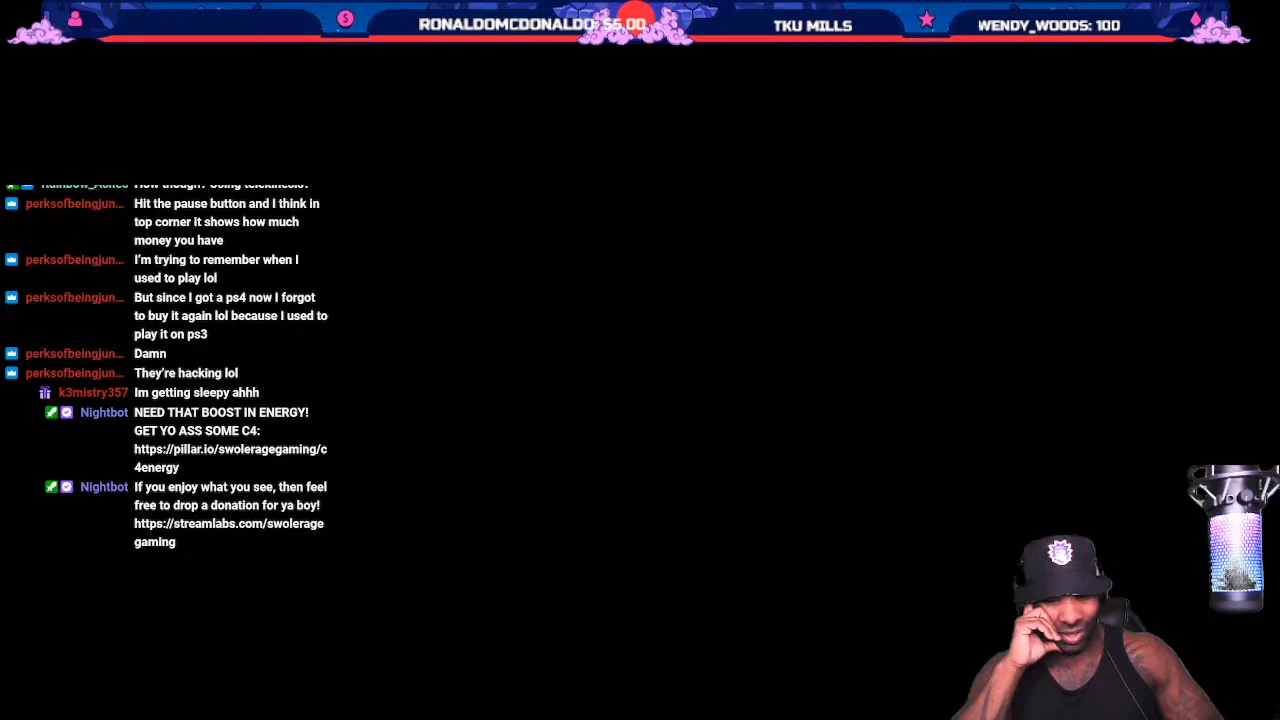 RONALDOMCDONALDO: $5.00
TKU MILLS
WENDY_WOODS: 100
Rainbow_Ashes How though? Using telekinesis?
perksofbeingjun... Hit the pause button and I think in
top corner it shows how much
money you have
perksofbeingjun... I'm trying to remember when I
used to play lol
perksofbeingjun... But since I got a ps4 now I forgot
to buy it again lol because I used to
play it on ps3
perksofbeingjun... Damn
perksofbeingjun... They're hacking lol
k3mistry357 Im getting sleepy ahhh
Nightbot NEED THAT BOOST IN ENERGY!
GET YO ASS SOME C4:
https://pillar.io/swoleragegaming/c
4energy
Nightbot If you enjoy what you see, then feel
free to drop a donation for ya boy!
https://streamlabs.com/swolerage
gaming